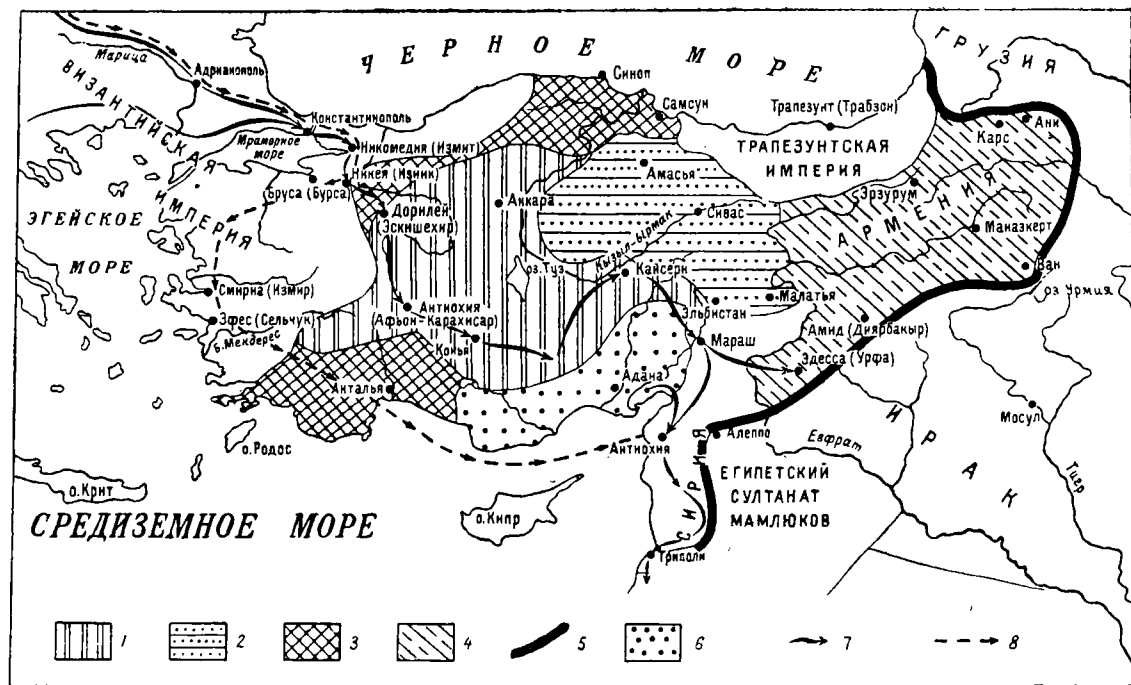 ЧЕРНОЕ МОРЕ
ГРУЗИЯ
Марица
Адрианополь
ВИЗАНТИЙСКАЯ
ИМПЕРИЯ
Константинополь
Мраморное
море
Никомедия (Измит)
Никея (Изник)
Бруса (Бурса)
Дорилей
(Эскишехир)
Синоп
Самсун
Трапезунт (Трабзон)
ТРАПЕЗУНТСКАЯ
ИМПЕРИЯ
Карс
Ани
Эрзурум
АРМЕНИЯ
Маназкерт
Ван
оз. Урмия
Амасья
Сивас
Анкара
Кызыл-ыртак
оз. Туз
Кайсери
Эльбистан
Малатья
Мараш
Амид (Диярбакыр)
Эдесса (Урфа)
ЭГЕЙСКОЕ
МОРЕ
Смирна (Измир)
Эфес (Сельчук)
Б. Мендерес
Антиохия
(Афьон-Карахисар)
Конья
Адана
Анталья
о. Родос
о. Крит
о. Кипр
Антиохия
Алеппо
СИРИЯ
Триполи
ЕГИПЕТСКИЙ
СУЛТАНАТ
МАМЛЮКОВ
Евфрат
ИРАК
Мосул
Тигр
СРЕДИЗЕМНОЕ МОРЕ
1 2 3 4 5 6 7 8